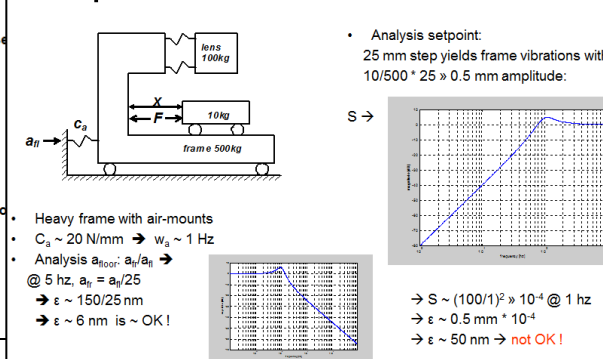 lens
100kg
X
F
10kg
frame 500kg
Ca
afl
• Heavy frame with air-mounts
• Ca ~ 20 N/mm ➔ wa ~ 1 Hz
• Analysis afloor: afr/afl ➔
@ 5 hz, afr = afl/25
➔ ε ~ 150/25 nm
➔ ε ~ 6 nm is ~ OK !
• Analysis setpoint:
25 mm step yields frame vibrations with
10/500 * 25 » 0.5 mm amplitude:
S →
→ S ~ (100/1)² » 10⁻⁴ @ 1 hz
→ ε ~ 0.5 mm * 10⁻⁴
→ ε ~ 50 nm → not OK !